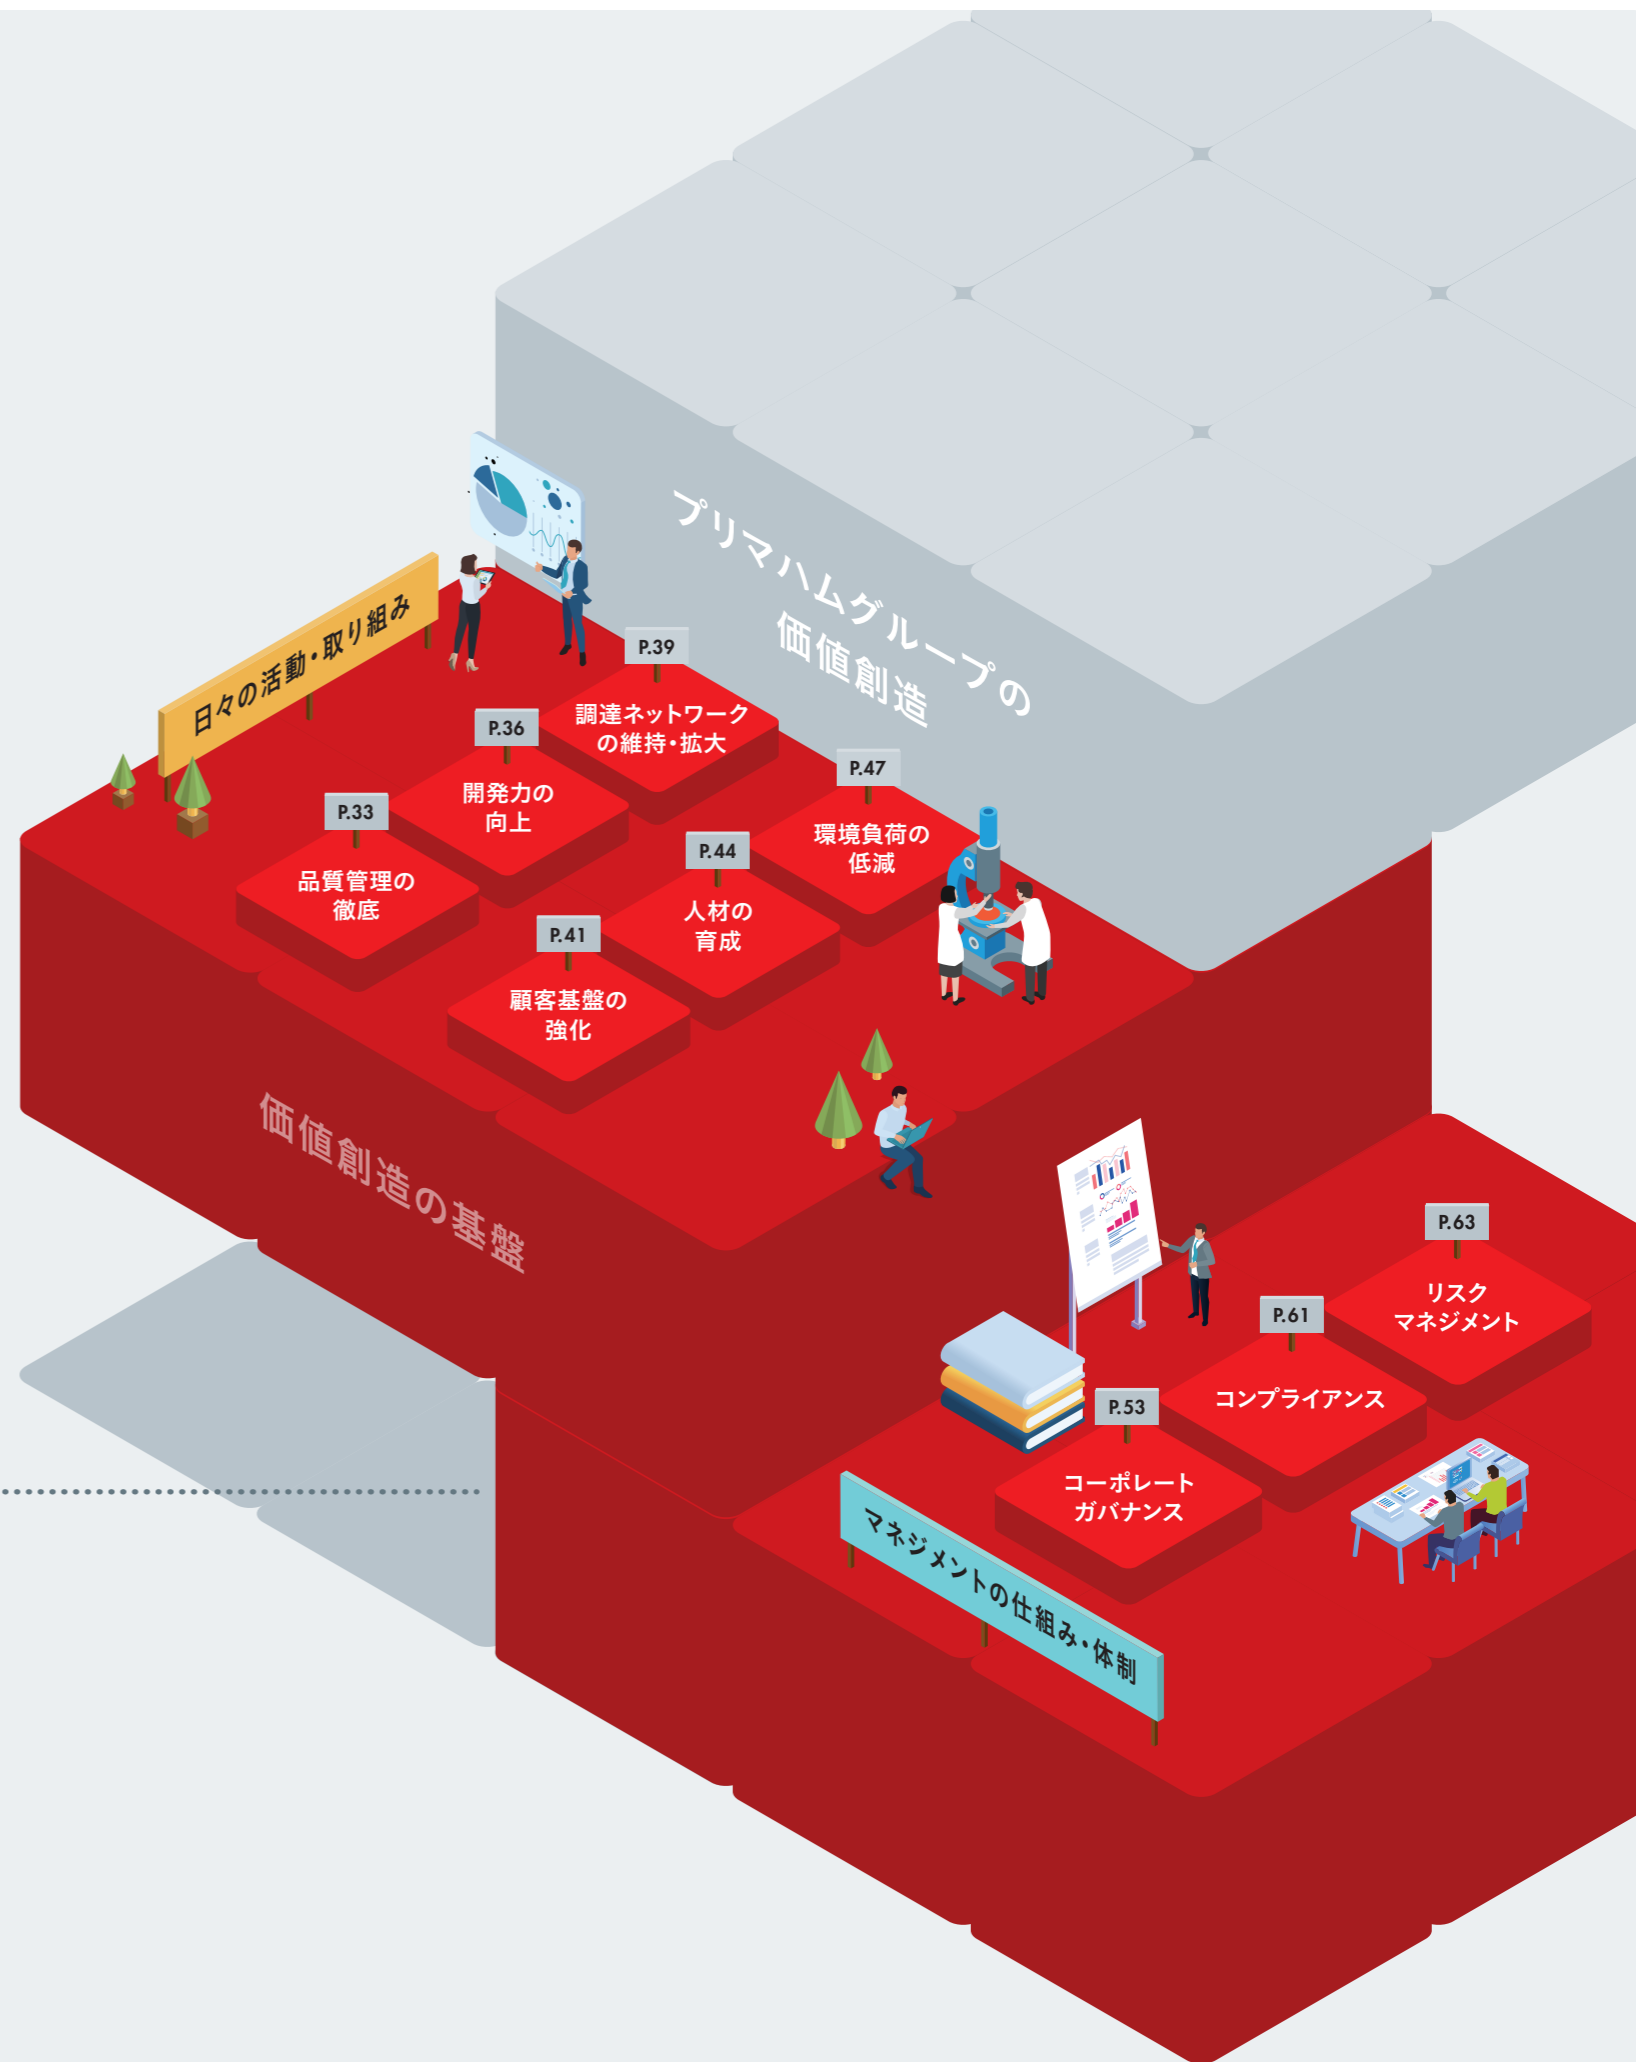 プリマハムグループの
価値創造
日々の活動・取り組み
P.39
調達ネットワーク
の維持・拡大
P.36
開発力の
向上
P.33
品質管理の
徹底
P.47
環境負荷の
低減
P.44
人材の
育成
P.41
顧客基盤の
強化
価値創造の基盤
P.63
リスク
マネジメント
P.61
コンプライアンス
P.53
コーポレート
ガバナンス
マネジメントの仕組み・体制